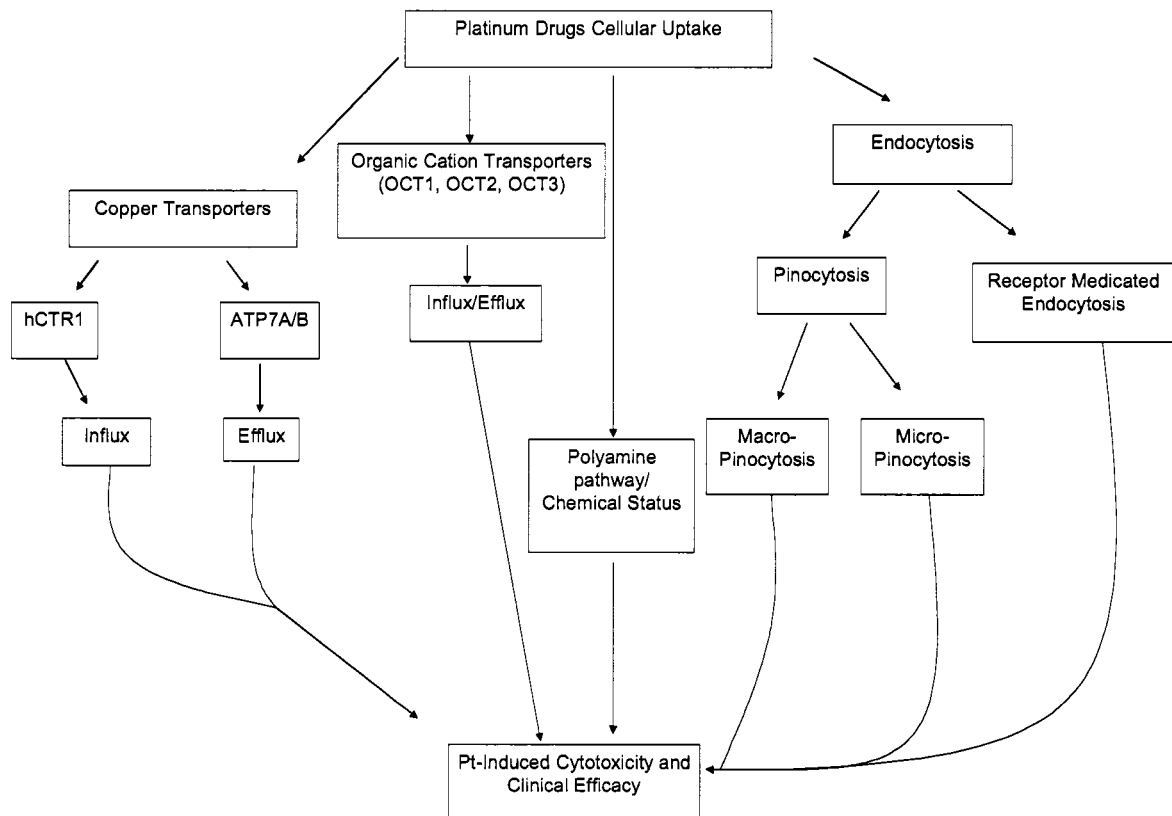 Platinum Drugs Cellular Uptake
Endocytosis
Organic Cation Transporters
(OCT1, OCT2, OCT3)
Copper Transporters
Pinocytosis
Receptor Medicated
Endocytosis
hCTR1
ATP7A/B
Influx/Efflux
Influx
Efflux
Macro-
Pinocytosis
Micro-
Pinocytosis
Polyamine
pathway/
Chemical Status
Pt-Induced Cytotoxicity and
Clinical Efficacy